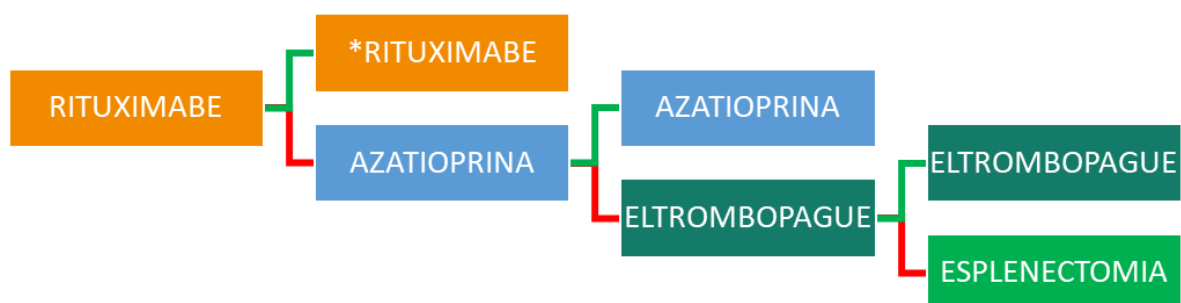 RITUXIMABE
*RITUXIMABE
AZATIOPRINA
AZATIOPRINA
ELTROMBOPAGUE
ELTROMBOPAGUE
ESPLENECTOMIA